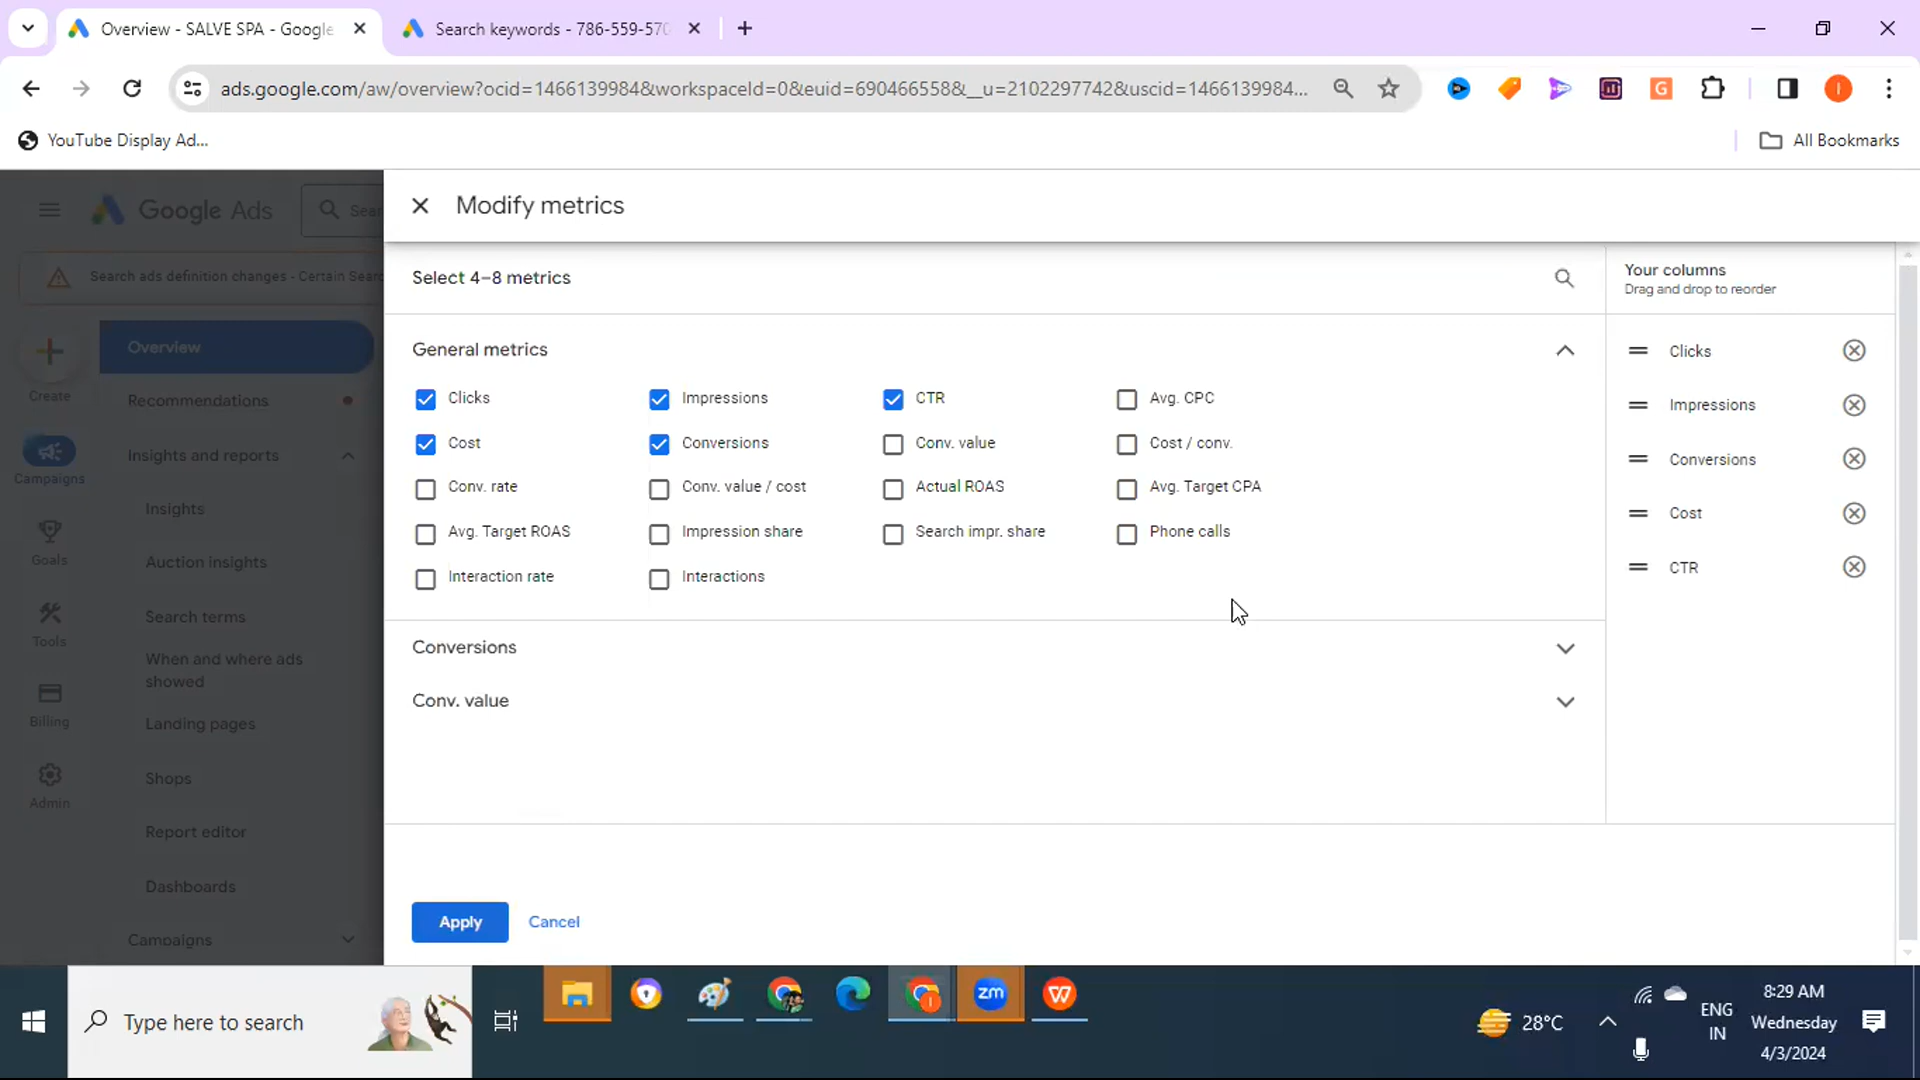 Overview - SALVE SPA - Google
Search keywords - 786-559-570
ads.google.com/aw/overview?ocid=1466139984&workspaceId=0&euid=690466558&__u=2102297742&uscid=1466139984...
G
I
YouTube Display Ad...
All Bookmarks
Google Ads
Sear
Search ads definition changes - Certain Searc
Create
Campaigns
Goals
Tools
Billing
Admin
Overview
Recommendations
Insights and reports
Insights
Auction insights
Search terms
When and where ads
showed
Landing pages
Shops
Report editor
Dashboards
Campaigns
Modify metrics
Select 4–8 metrics
General metrics
Clicks
Impressions
CTR
Avg. CPC
Cost
Conversions
Conv. value
Cost / conv.
Conv. rate
Conv. value / cost
Actual ROAS
Avg. Target CPA
Avg. Target ROAS
Impression share
Search impr. share
Phone calls
Interaction rate
Interactions
Conversions
Conv. value
Apply
Cancel
Your columns
Drag and drop to reorder
Clicks
Impressions
Conversions
Cost
CTR
Type here to search
zm
W
28°C
ENG
IN
8:29 AM
Wednesday
4/3/2024